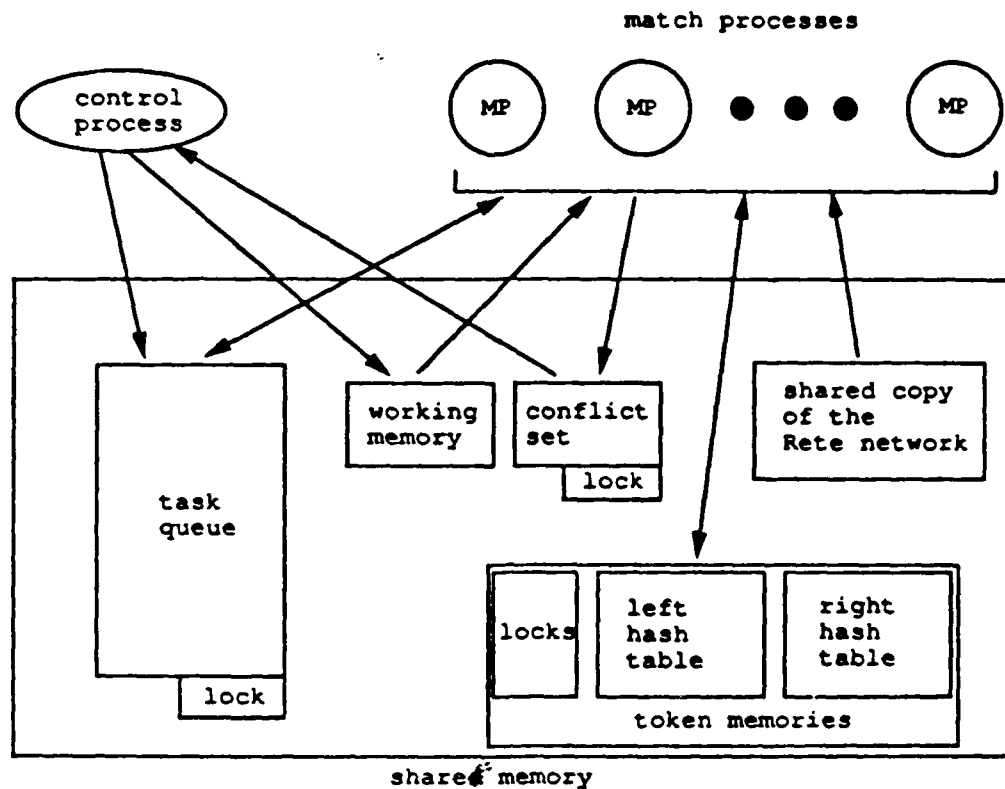 match processes
control
process
MP
MP
MP
working
memory
conflict
set
lock
shared copy
of the
Rete network
task
queue
lock
locks
left
hash
table
right
hash
table
token memories
shared memory